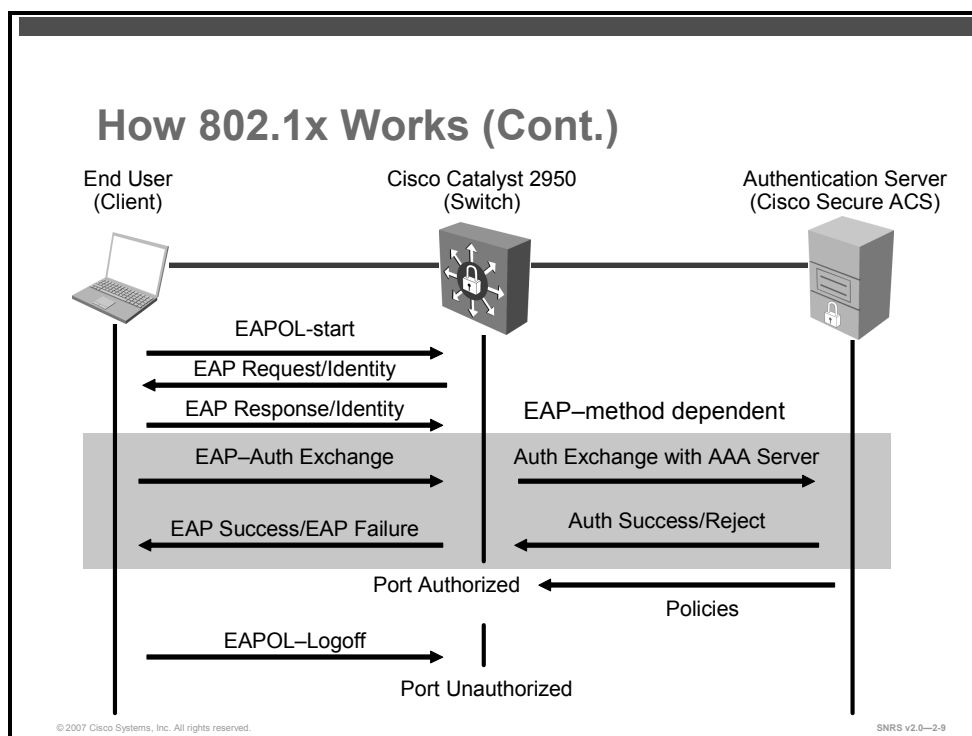 How 802.1x Works (Cont.)
End User
(Client)
Cisco Catalyst 2950
(Switch)
Authentication Server
(Cisco Secure ACS)
EAPOL-start
EAP Request/Identity
EAP Response/Identity
EAP–method dependent
EAP–Auth Exchange
Auth Exchange with AAA Server
EAP Success/EAP Failure
Auth Success/Reject
Port Authorized
Policies
EAPOL–Logoff
Port Unauthorized
© 2007 Cisco Systems, Inc. All rights reserved.
SNRS v2.0—2-9